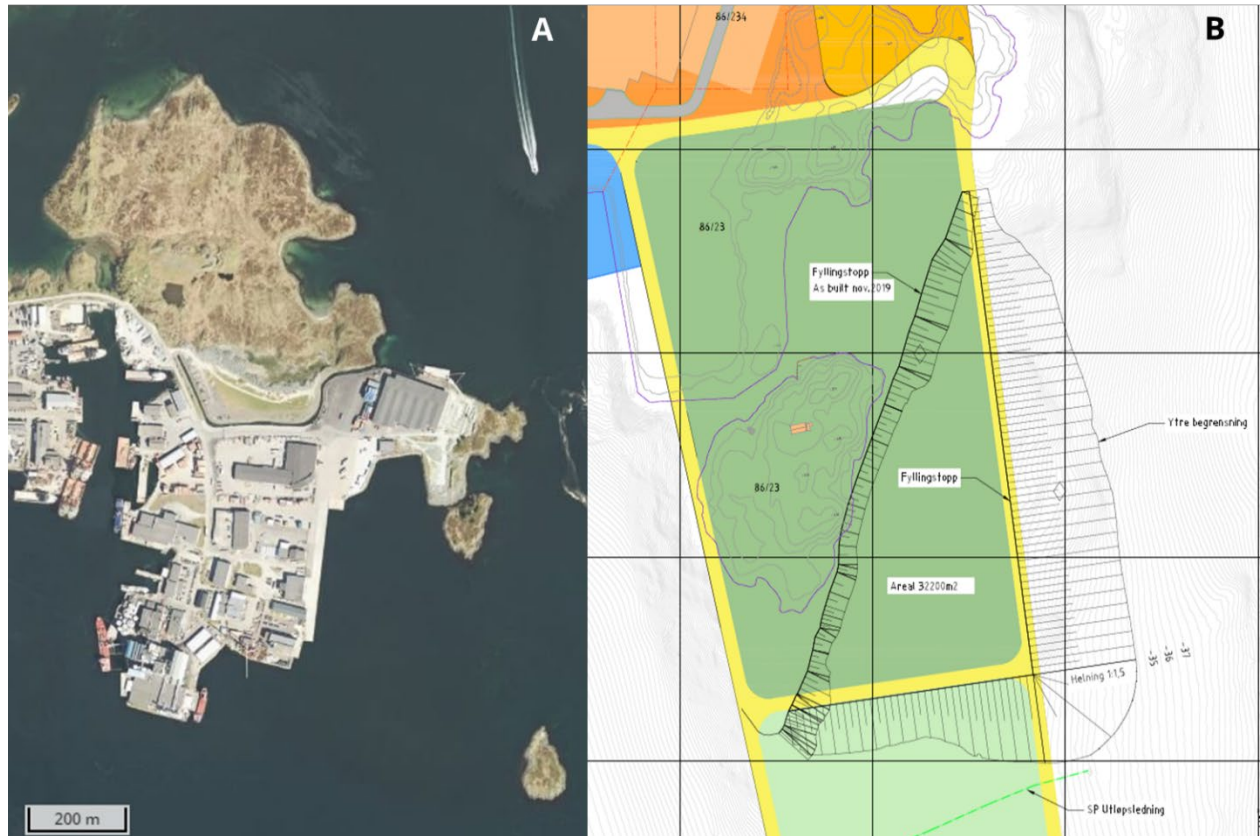 A
200 m
B
86/234
86/23
Fyllingstopp
As built nov.2019
Ytre begrensning
Fyllingstopp
86/23
Areal 32200m2
-35
-36
-37
Helning 1:1,5
SP Utløpsledning